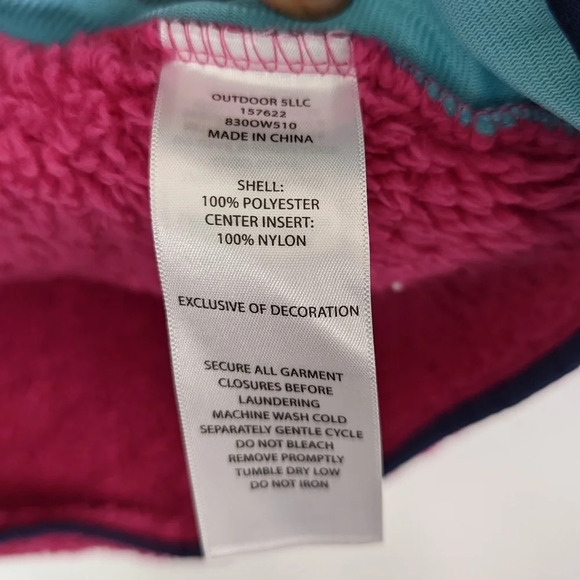 OUTDOOR 5LLC
157622
830OW510
MADE IN CHINA
SHELL:
100% POLYESTER
CENTER INSERT:
100% NYLON
EXCLUSIVE OF DECORATION
SECURE ALL GARMENT
CLOSURES BEFORE
LAUNDERING
MACHINE WASH COLD
SEPARATELY GENTLE CYCLE
DO NOT BLEACH
REMOVE PROMPTLY
TUMBLE DRY LOW
DO NOT IRON